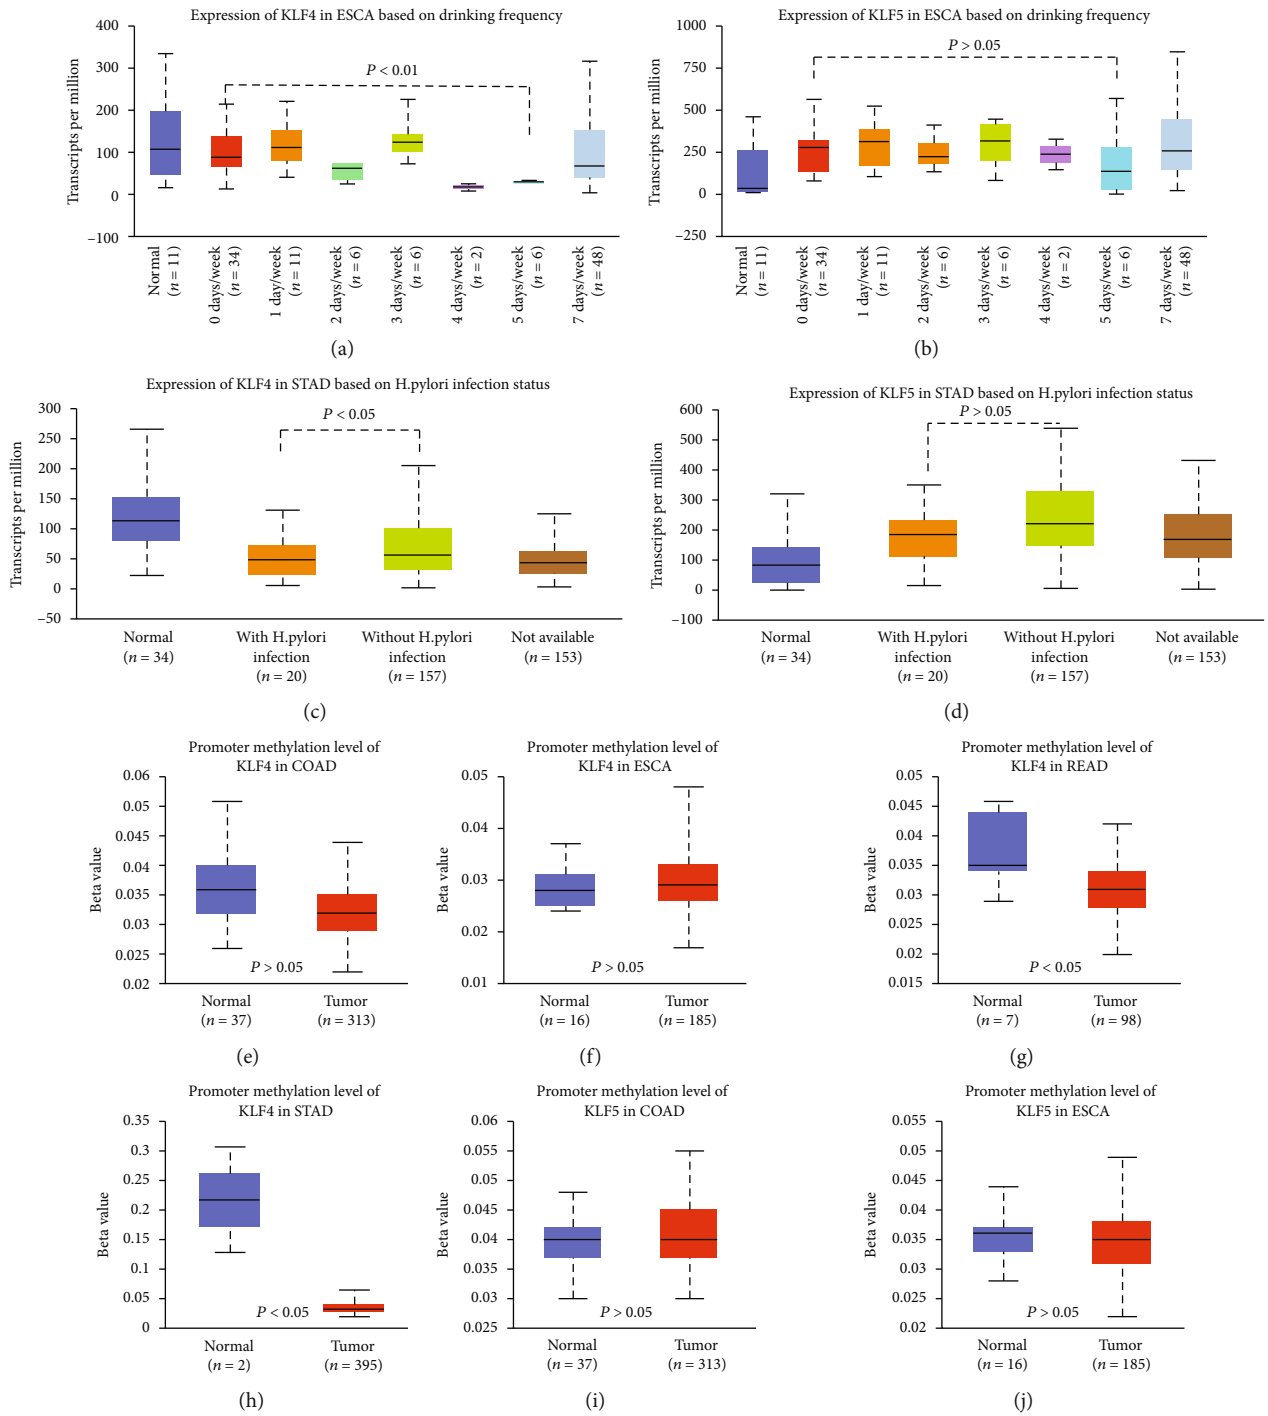 Expression of KLF4 in ESCA based on drinking frequency
Transcripts per million
400
300
200
100
0
–100
P < 0.01
Normal
(n = 11)
0 days/week
(n = 34)
1 day/week
(n = 11)
2 days/week
(n = 6)
3 days/week
(n = 6)
4 days/week
(n = 2)
5 days/week
(n = 6)
7 days/week
(n = 48)
(a)
Expression of KLF5 in ESCA based on drinking frequency
Transcripts per million
1000
750
500
250
0
–250
P > 0.05
Normal
(n = 11)
0 days/week
(n = 34)
1 day/week
(n = 11)
2 days/week
(n = 6)
3 days/week
(n = 6)
4 days/week
(n = 2)
5 days/week
(n = 6)
7 days/week
(n = 48)
(b)
Expression of KLF4 in STAD based on H.pylori infection status
Transcripts per million
300
250
200
150
100
50
0
–50
P < 0.05
Normal
(n = 34)
With H.pylori
infection
(n = 20)
Without H.pylori
infection
(n = 157)
Not available
(n = 153)
(c)
Expression of KLF5 in STAD based on H.pylori infection status
Transcripts per million
600
500
400
300
200
100
0
–100
P > 0.05
Normal
(n = 34)
With H.pylori
infection
(n = 20)
Without H.pylori
infection
(n = 157)
Not available
(n = 153)
(d)
Promoter methylation level of
KLF4 in COAD
Beta value
0.06
0.055
0.05
0.045
0.04
0.035
0.03
0.025
0.02
P > 0.05
Normal
(n = 37)
Tumor
(n = 313)
(e)
Promoter methylation level of
KLF4 in ESCA
Beta value
0.05
0.04
0.03
0.02
0.01
P > 0.05
Normal
(n = 16)
Tumor
(n = 185)
(f)
Promoter methylation level of
KLF4 in READ
Beta value
0.05
0.045
0.04
0.035
0.03
0.025
0.02
0.015
P < 0.05
Normal
(n = 7)
Tumor
(n = 98)
(g)
Promoter methylation level of
KLF4 in STAD
Beta value
0.35
0.3
0.25
0.2
0.15
0.1
0.05
0
P < 0.05
Normal
(n = 2)
Tumor
(n = 395)
(h)
Promoter methylation level of
KLF5 in COAD
Beta value
0.06
0.055
0.05
0.045
0.04
0.035
0.03
0.025
P > 0.05
Normal
(n = 37)
Tumor
(n = 313)
(i)
Promoter methylation level of
KLF5 in ESCA
Beta value
0.055
0.05
0.045
0.04
0.035
0.03
0.025
0.02
P > 0.05
Normal
(n = 16)
Tumor
(n = 185)
(j)